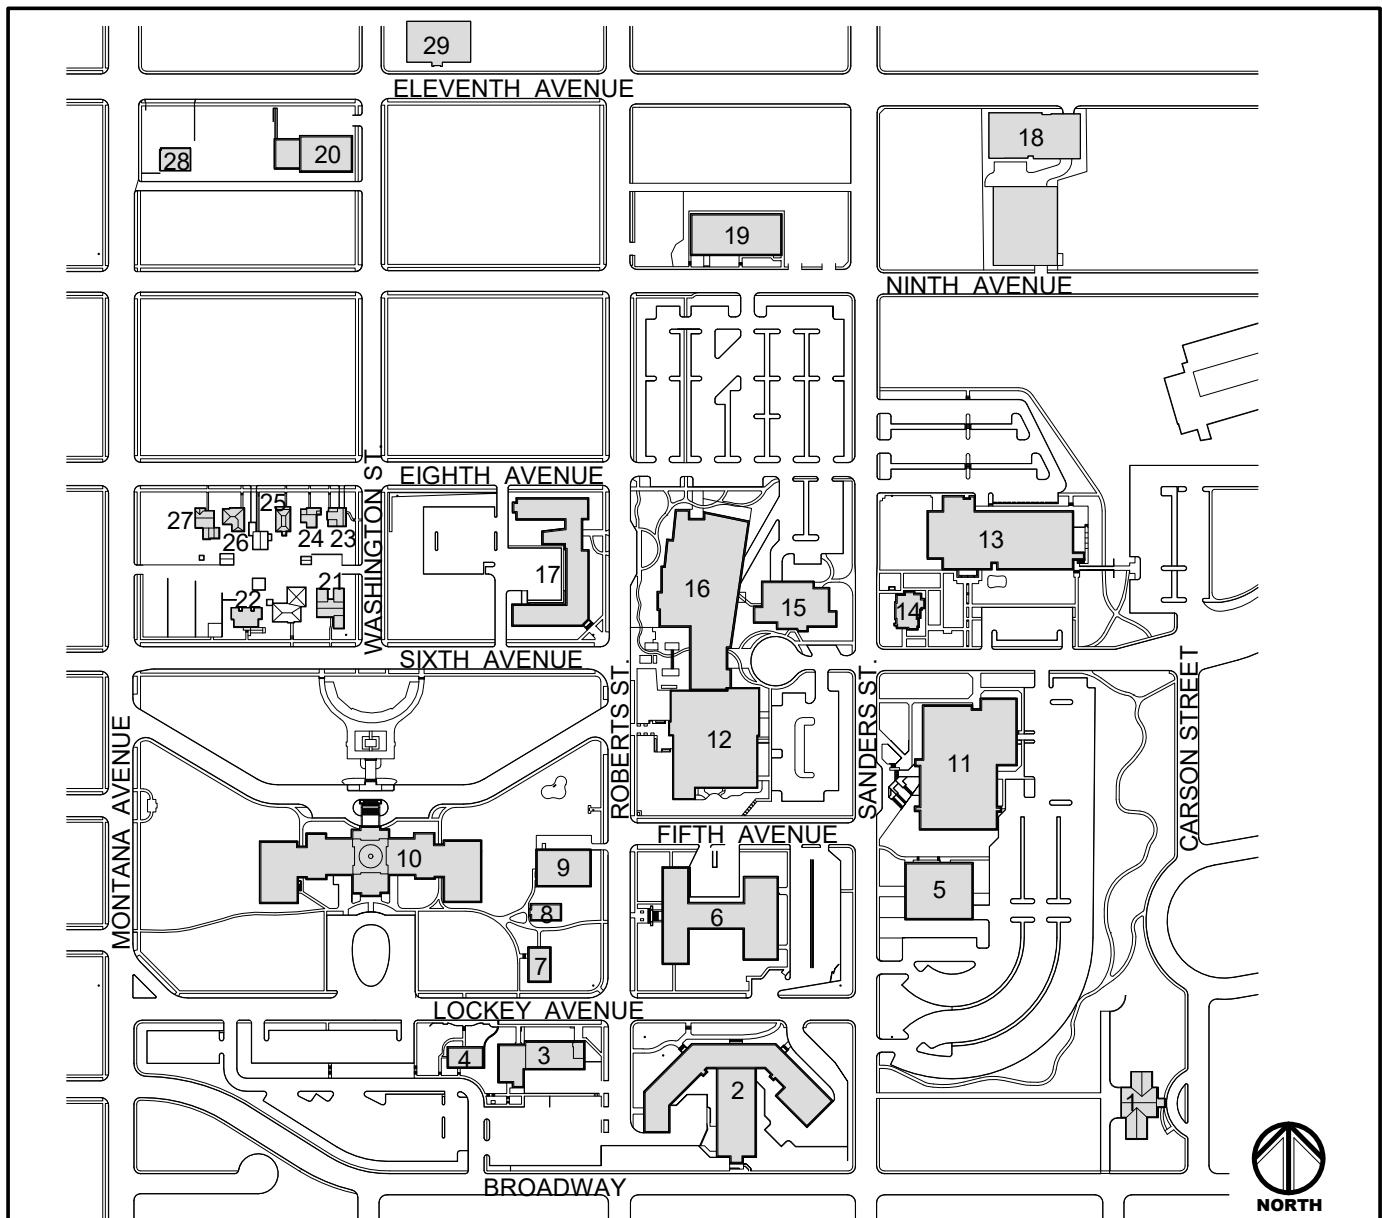 29
ELEVENTH AVENUE
18
28
20
19
NINTH AVENUE
WASHINGTON ST.
EIGHTH AVENUE
25
27
26
24
23
17
16
15
13
14
21
22
SIXTH AVENUE
MONTANA AVENUE
ROBERTS ST.
SANDERS ST.
CARSON STREET
12
11
FIFTH AVENUE
10
9
8
7
6
5
LOCKEY AVENUE
4
3
2
1
BROADWAY
NORTH